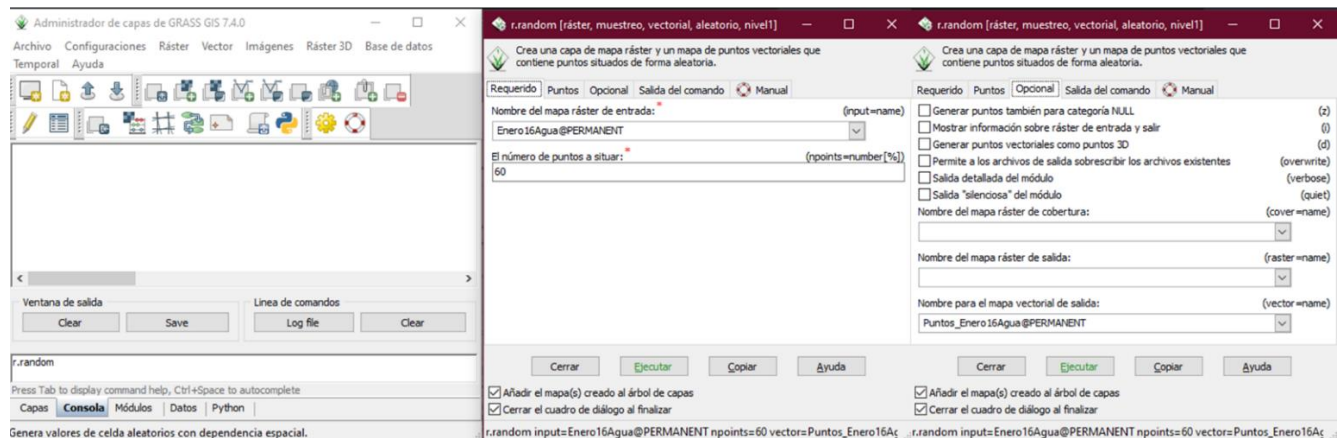 Administrador de capas de GRASS GIS 7.4.0
Archivo Configuraciones Ráster Vector Imágenes Ráster 3D Base de datos
Temporal Ayuda
Ventana de salida
Linea de comandos
Clear Save Log file Clear
r.random
Press Tab to display command help, Ctrl+Space to autocomplete
Capas Consola Módulos Datos Python
Genera valores de celda aleatorios con dependencia espacial.
r.random [ráster, muestreo, vectorial, aleatorio, nivel1]
Crea una capa de mapa ráster y un mapa de puntos vectoriales que
contiene puntos situados de forma aleatoria.
Requerido Puntos Opcional Salida del comando Manual
Nombre del mapa ráster de entrada:* (input=name)
Enero16Agua@PERMANENT
El número de puntos a situar:* (npoints=number[%])
60
Cerrar Ejecutar Copiar Ayuda
Añadir el mapa(s) creado al árbol de capas
Cerrar el cuadro de diálogo al finalizar
r.random input=Enero16Agua@PERMANENT npoints=60 vector=Puntos_Enero16Ag
r.random [ráster, muestreo, vectorial, aleatorio, nivel1]
Crea una capa de mapa ráster y un mapa de puntos vectoriales que
contiene puntos situados de forma aleatoria.
Requerido Puntos Opcional Salida del comando Manual
Generar puntos también para categoría NULL (z)
Mostrar información sobre ráster de entrada y salir (i)
Generar puntos vectoriales como puntos 3D (d)
Permite a los archivos de salida sobrescribir los archivos existentes (overwrite)
Salida detallada del módulo (verbose)
Salida "silenciosa" del módulo (quiet)
Nombre del mapa ráster de cobertura: (cover=name)
Nombre del mapa ráster de salida: (raster=name)
Nombre para el mapa vectorial de salida: (vector=name)
Puntos_Enero16Agua@PERMANENT
Cerrar Ejecutar Copiar Ayuda
Añadir el mapa(s) creado al árbol de capas
Cerrar el cuadro de diálogo al finalizar
r.random input=Enero16Agua@PERMANENT npoints=60 vector=Puntos_Enero16Ag